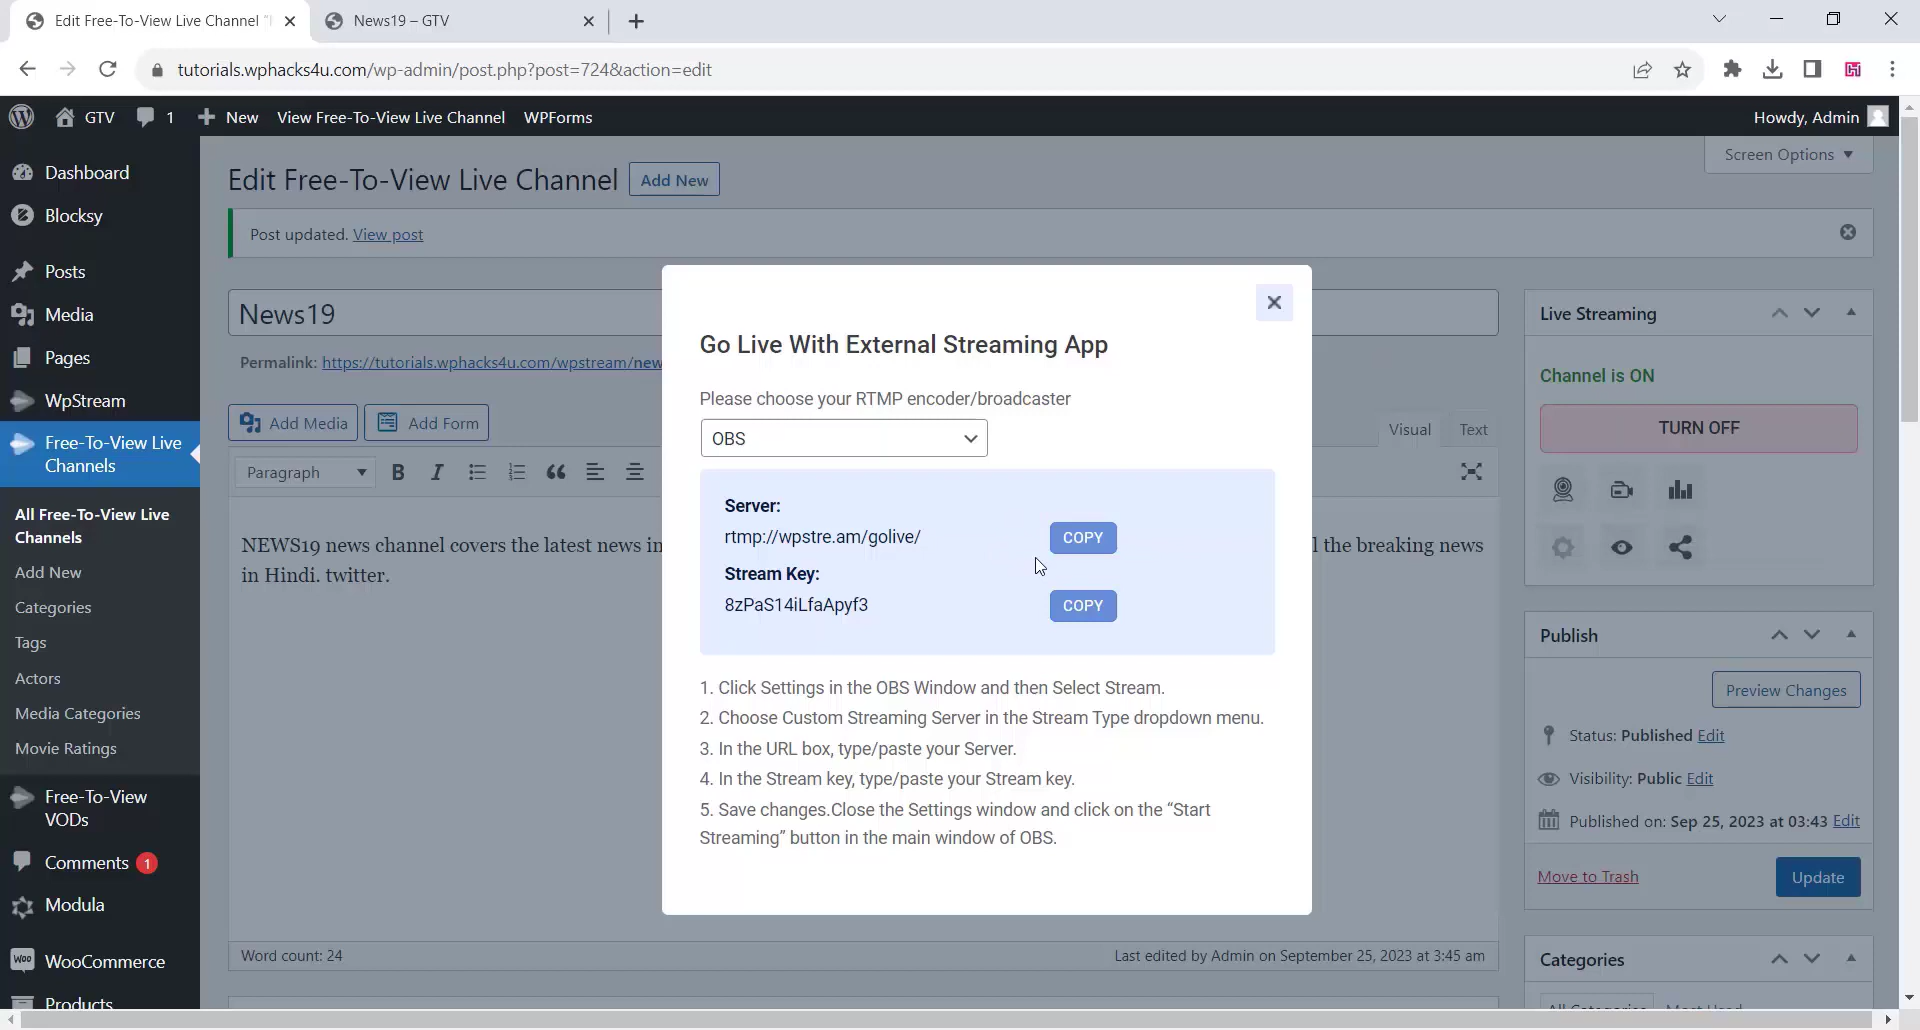 Edit Free-To-View Live Channel "
News19 – GTV
tutorials.wphacks4u.com/wp-admin/post.php?post=724&action=edit
GTV
1
New
View Free-To-View Live Channel
WPForms
Howdy, Admin
Dashboard
Blocksy
Posts
Media
Pages
WpStream
Free-To-View Live
Channels
All Free-To-View Live
Channels
Add New
Categories
Tags
Actors
Media Categories
Movie Ratings
Free-To-View
VODs
Comments 1
Modula
Woo WooCommerce
Products
Screen Options
Edit Free-To-View Live Channel
Add New
Post updated. View post
News19
Permalink: https://tutorials.wphacks4u.com/wpstream/new
Add Media
Add Form
Visual
Text
Paragraph
B I
NEWS19 news channel covers the latest news in
l the breaking news
in Hindi. twitter.
Word count: 24
Last edited by Admin on September 25, 2023 at 3:45 am
Go Live With External Streaming App
Please choose your RTMP encoder/broadcaster
OBS
Server:
rtmp://wpstre.am/golive/
COPY
Stream Key:
8zPaS14iLfaApyf3
COPY
1. Click Settings in the OBS Window and then Select Stream.
2. Choose Custom Streaming Server in the Stream Type dropdown menu.
3. In the URL box, type/paste your Server.
4. In the Stream key, type/paste your Stream key.
5. Save changes.Close the Settings window and click on the “Start
Streaming” button in the main window of OBS.
Live Streaming
Channel is ON
TURN OFF
Publish
Preview Changes
Status: Published Edit
Visibility: Public Edit
Published on: Sep 25, 2023 at 03:43 Edit
Move to Trash
Update
Categories
All Categories
Most Used